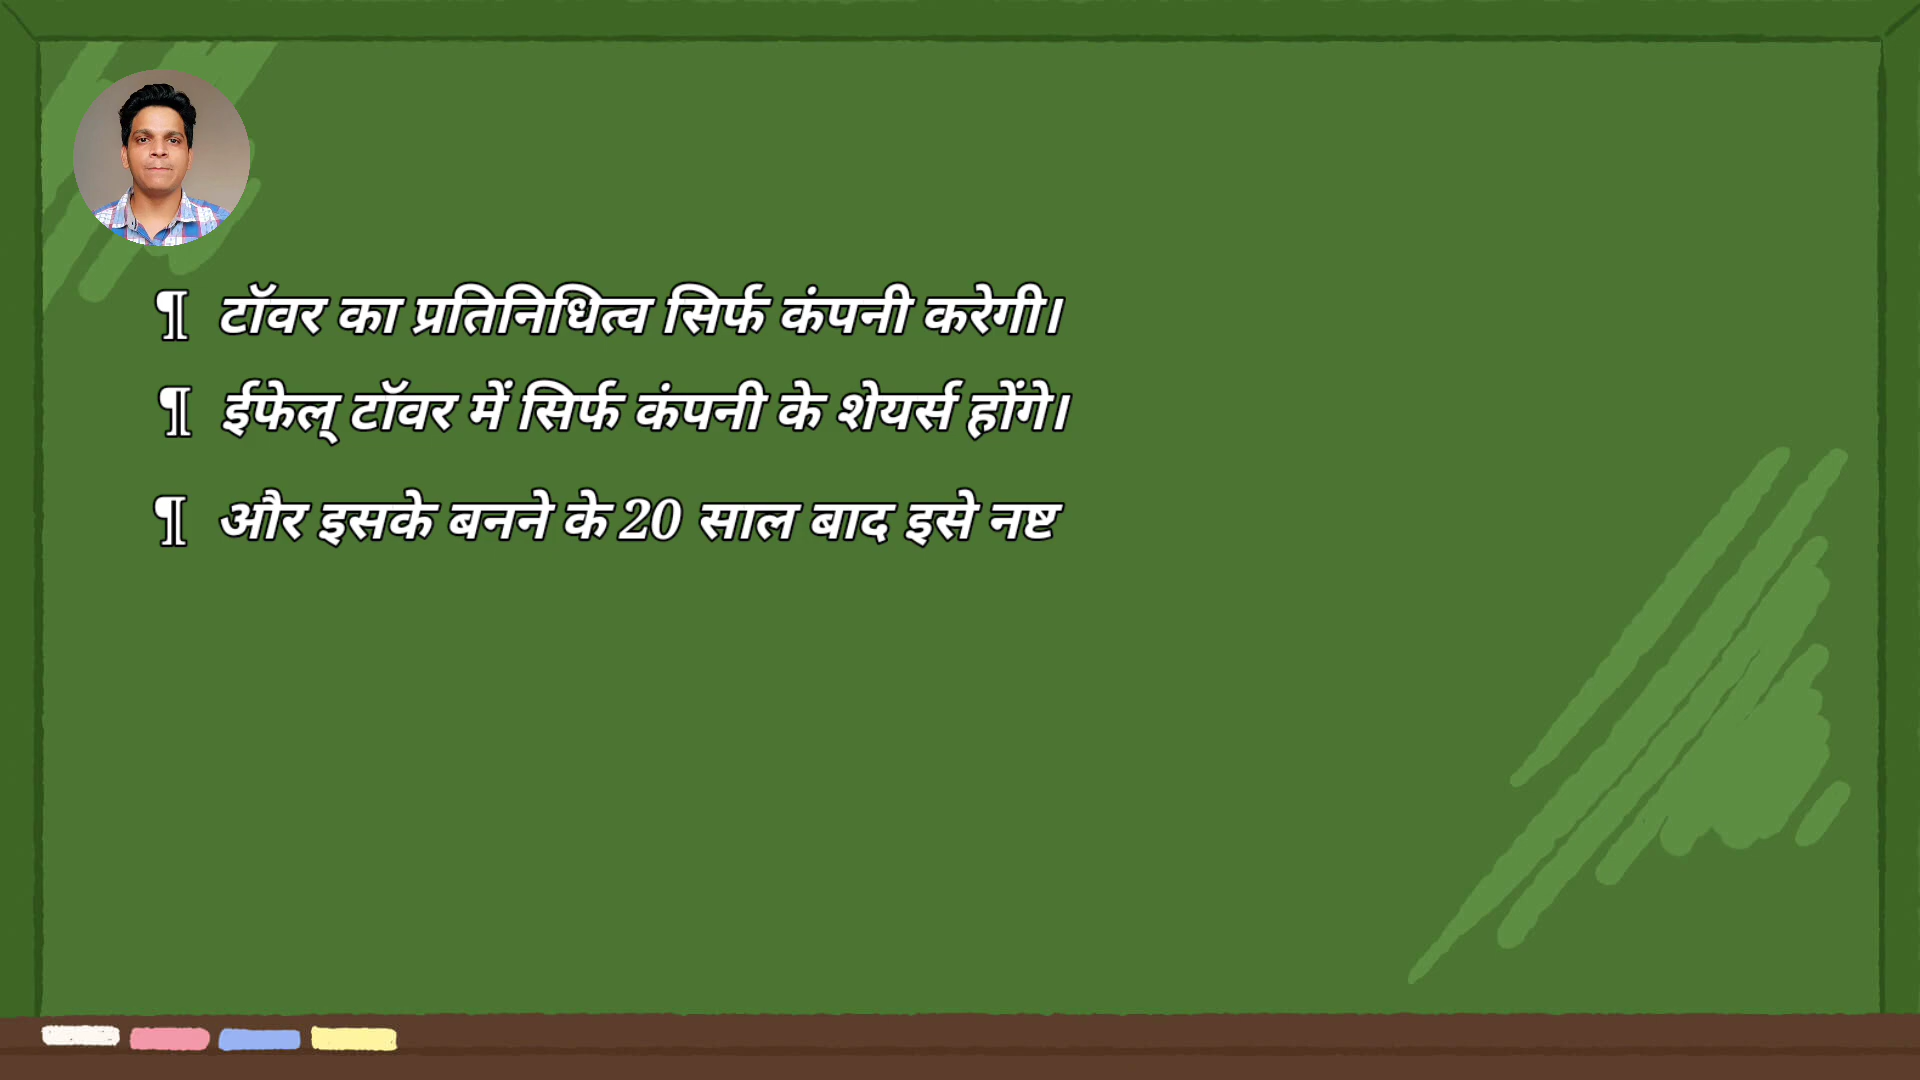 ¶ टॉवर का प्रतिनिधित्व सिर्फ कंपनी करेगी।
¶ ईफेल् टॉवर में सिर्फ कंपनी के शेयर्स होंगे।
¶ और इसके बनने के 20 साल बाद इसे नष्ट